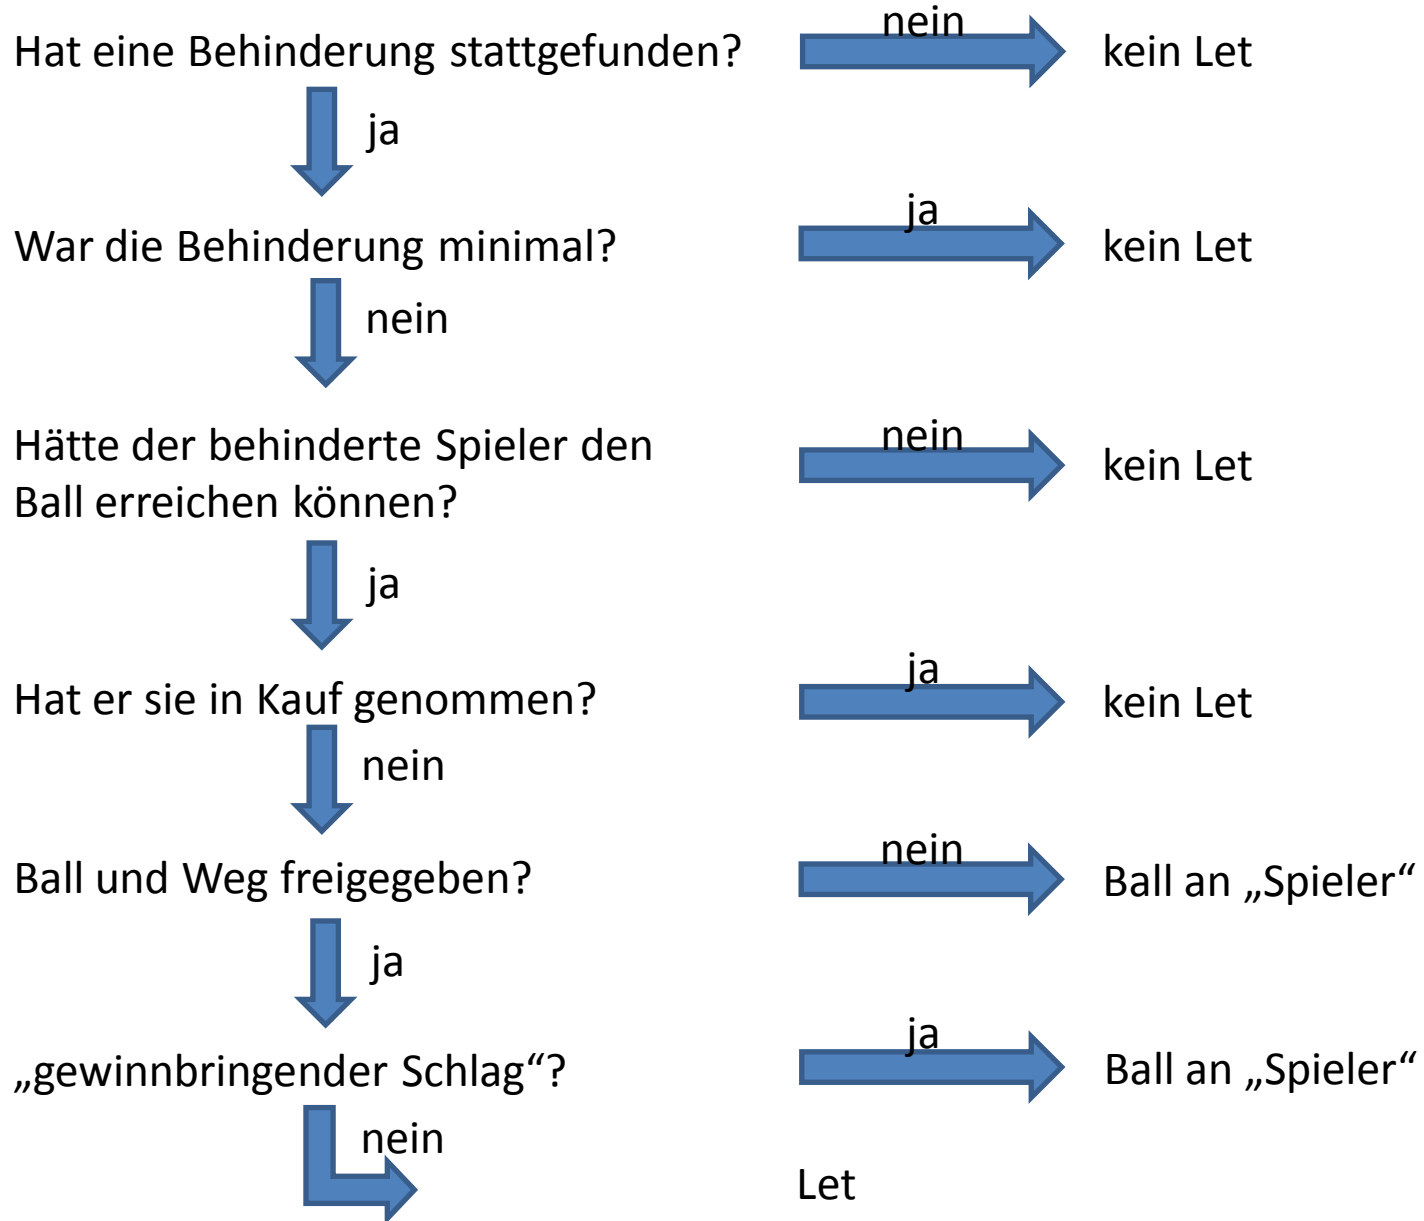 Hat eine Behinderung stattgefunden?
nein
kein Let
ja
War die Behinderung minimal?
ja
kein Let
nein
Hätte der behinderte Spieler den
Ball erreichen können?
nein
kein Let
ja
Hat er sie in Kauf genommen?
ja
kein Let
nein
Ball und Weg freigegeben?
nein
Ball an „Spieler“
ja
„gewinnbringender Schlag“?
ja
Ball an „Spieler“
nein
Let